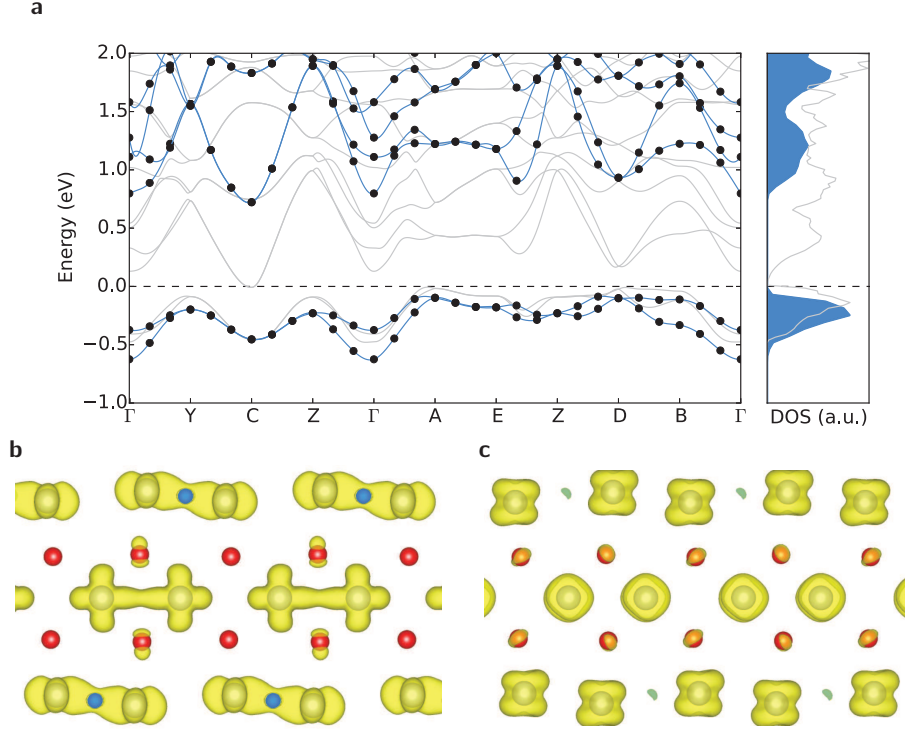 a
2.0
1.5
1.0
0.5
0.0
−0.5
−1.0
Energy (eV)
Γ Y C Z Γ A E Z D B Γ
DOS (a.u.)
b
c